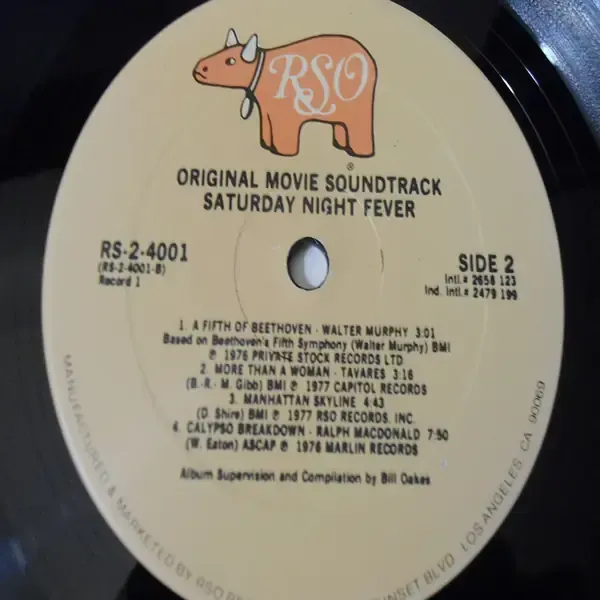 RSO
®
ORIGINAL MOVIE SOUNDTRACK
SATURDAY NIGHT FEVER
RS-2-4001
(RS-2-4001-B)
Record 1
SIDE 2
Intl.# 2658 123
Ind. Intl.# 2479 199
1. A FIFTH OF BEETHOVEN - WALTER MURPHY 3:01
Based on Beethoven's Fifth Symphony (Walter Murphy) BMI
℗ 1976 PRIVATE STOCK RECORDS LTD
2. MORE THAN A WOMAN - TAVARES 3:16
(B.-R.- M. Gibb) BMI ℗ 1977 CAPITOL RECORDS
3. MANHATTAN SKYLINE 4:43
(D. Shire) BMI ℗ 1977 RSO RECORDS, INC.
4. CALYPSO BREAKDOWN - RALPH MACDONALD 7:50
(W. Eaton) ASCAP ℗ 1976 MARLIN RECORDS
Album Supervision and Compilation by Bill Oakes
MANUFACTURED & MARKETED BY RSO SUNSET BLVD LOS ANGELES, CA 90069